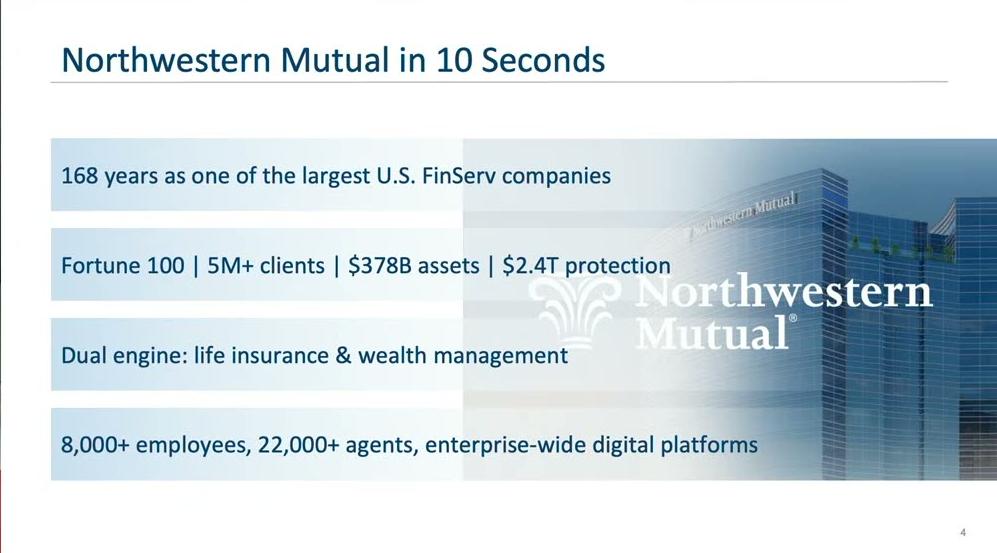 Northwestern Mutual in 10 Seconds
168 years as one of the largest U.S. FinServ companies
Northwestern Mutual
Fortune 100 | 5M+ clients | $378B assets | $2.4T protection
Northwestern
Mutual®
Dual engine: life insurance & wealth management
8,000+ employees, 22,000+ agents, enterprise-wide digital platforms
4